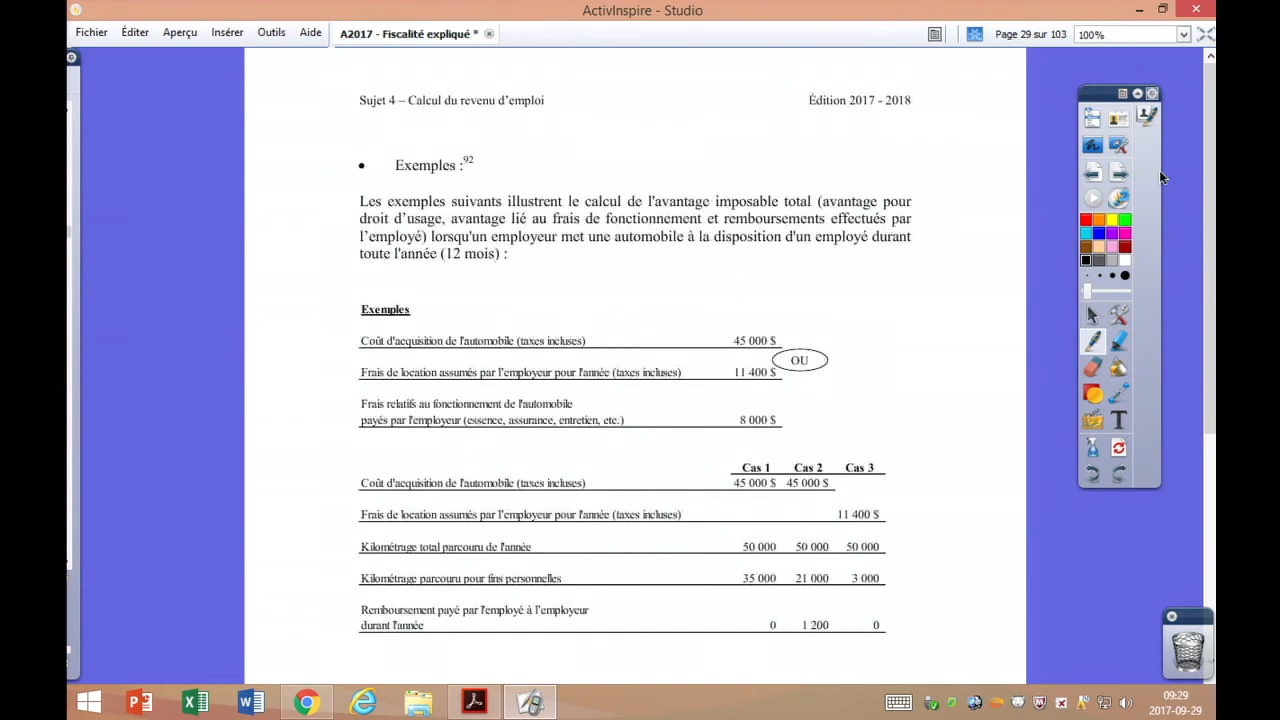 ActivInspire - Studio
Fichier Éditer Aperçu Insérer Outils Aide A2017 - Fiscalité expliqué * Page 29 sur 103 100%
Sujet 4 – Calcul du revenu d’emploi Édition 2017 - 2018
• Exemples :92
Les exemples suivants illustrent le calcul de l'avantage imposable total (avantage pour
droit d’usage, avantage lié au frais de fonctionnement et remboursements effectués par
l’employé) lorsqu'un employeur met une automobile à la disposition d'un employé durant
toute l'année (12 mois) :
Exemples
Coût d'acquisition de l'automobile (taxes incluses) 45 000 $
OU
Frais de location assumés par l’employeur pour l'année (taxes incluses) 11 400 $
Frais relatifs au fonctionnement de l'automobile
payés par l'employeur (essence, assurance, entretien, etc.) 8 000 $
Cas 1 Cas 2 Cas 3
Coût d'acquisition de l'automobile (taxes incluses) 45 000 $ 45 000 $
Frais de location assumés par l’employeur pour l'année (taxes incluses) 11 400 $
Kilométrage total parcouru de l'année 50 000 50 000 50 000
Kilométrage parcouru pour fins personnelles 35 000 21 000 3 000
Remboursement payé par l'employé à l’employeur
durant l'année 0 1 200 0
09:29
2017-09-29